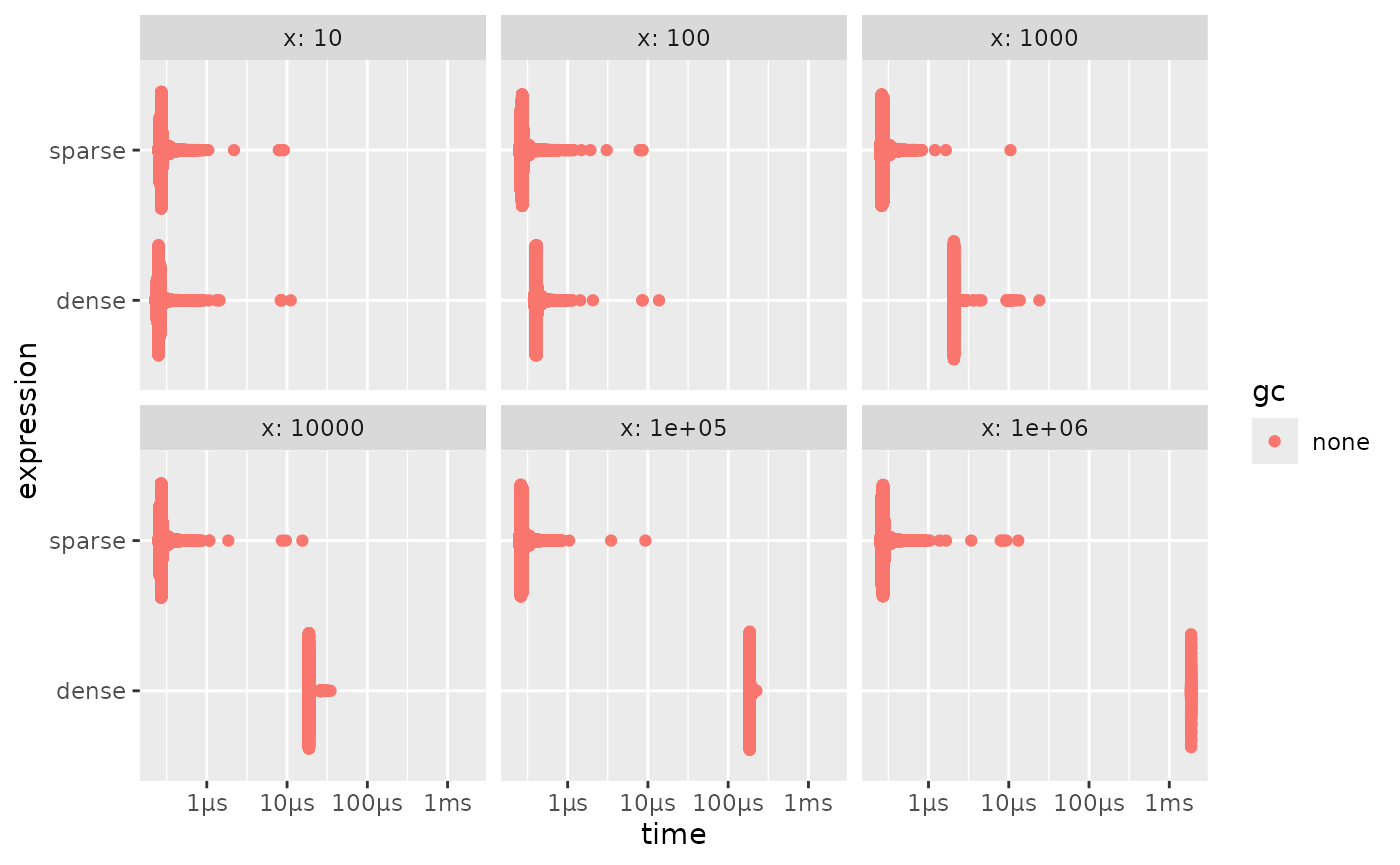 x: 10
x: 100
x: 1000
sparse
dense
x: 10000
x: 1e+05
x: 1e+06
sparse
dense
1µs 10µs 100µs 1ms
1µs 10µs 100µs 1ms
1µs 10µs 100µs 1ms
time
expression
gc
none